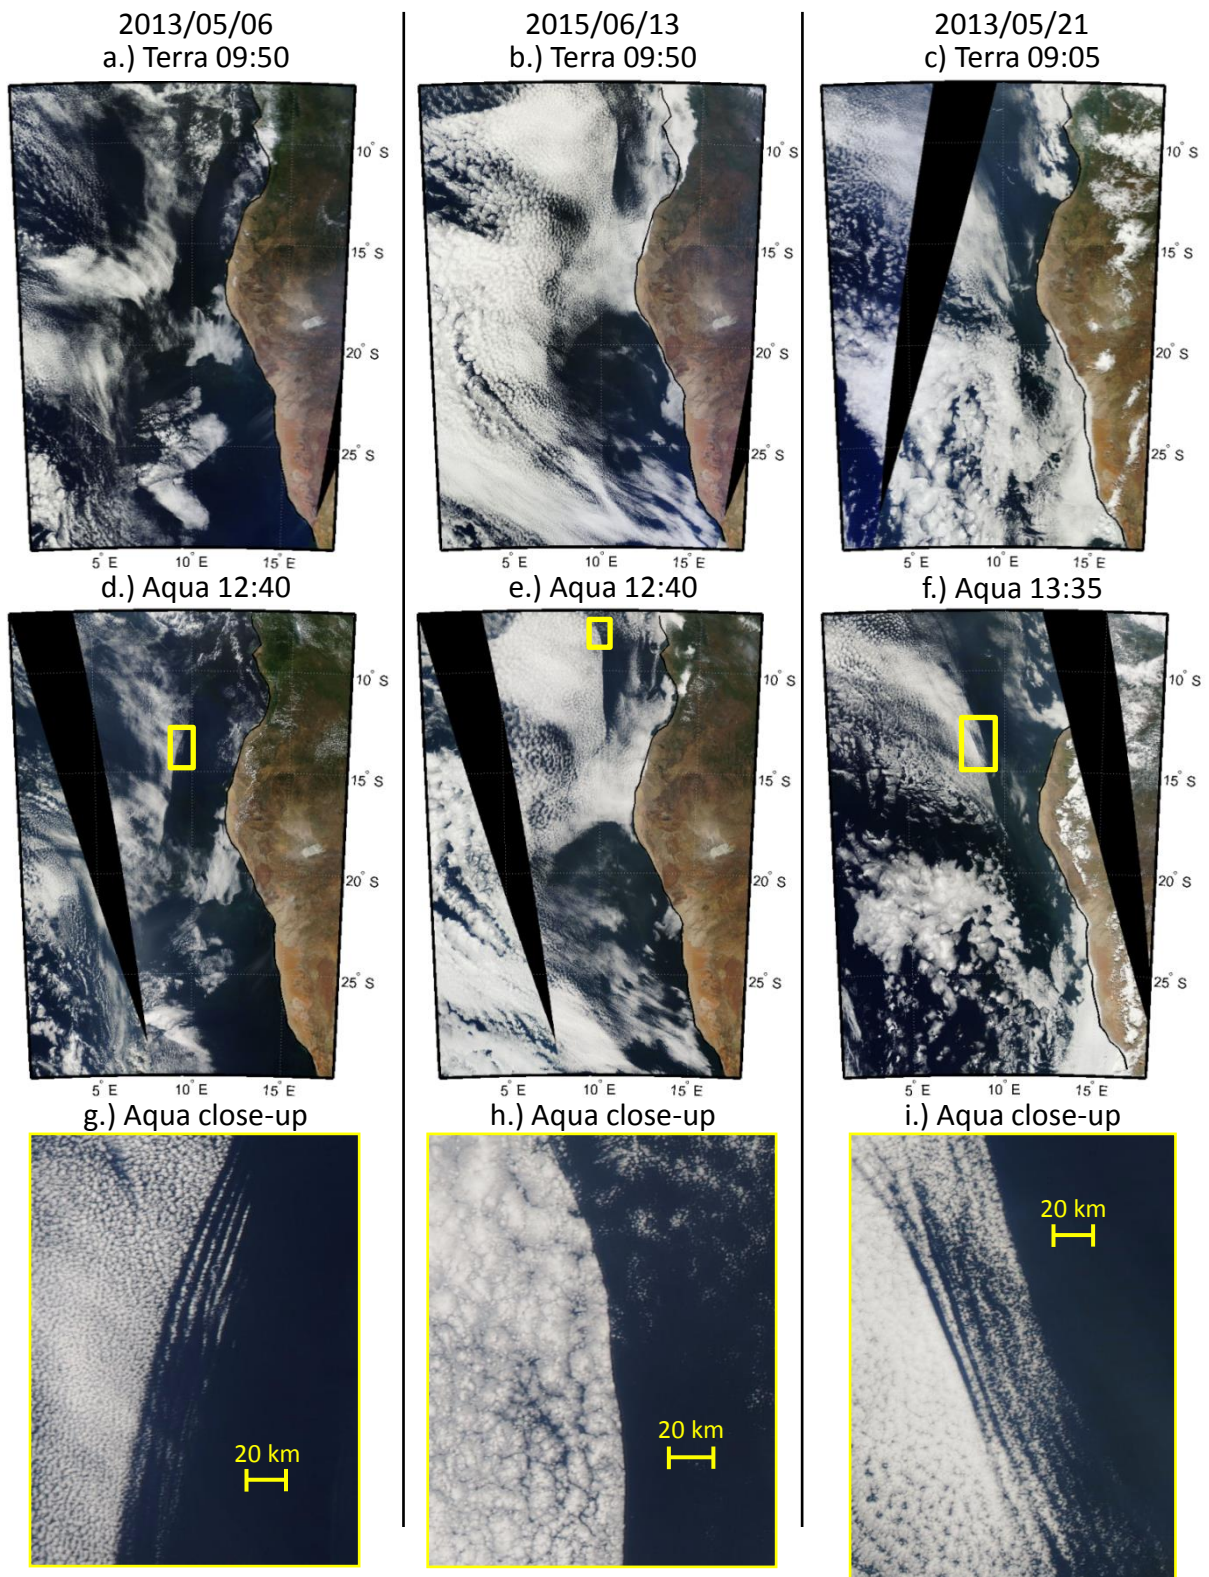 2013/05/06
a.) Terra 09:50
10° S
15° S
20° S
25° S
5° E
10° E
15° E
2015/06/13
b.) Terra 09:50
10° S
15° S
20° S
25° S
5° E
10° E
15° E
2013/05/21
c.) Terra 09:05
10° S
15° S
20° S
25° S
5° E
10° E
15° E
d.) Aqua 12:40
10° S
15° S
20° S
25° S
5° E
10° E
15° E
e.) Aqua 12:40
10° S
15° S
20° S
25° S
5° E
10° E
15° E
f.) Aqua 13:35
10° S
15° S
20° S
25° S
5° E
10° E
15° E
g.) Aqua close-up
20 km
h.) Aqua close-up
20 km
i.) Aqua close-up
20 km